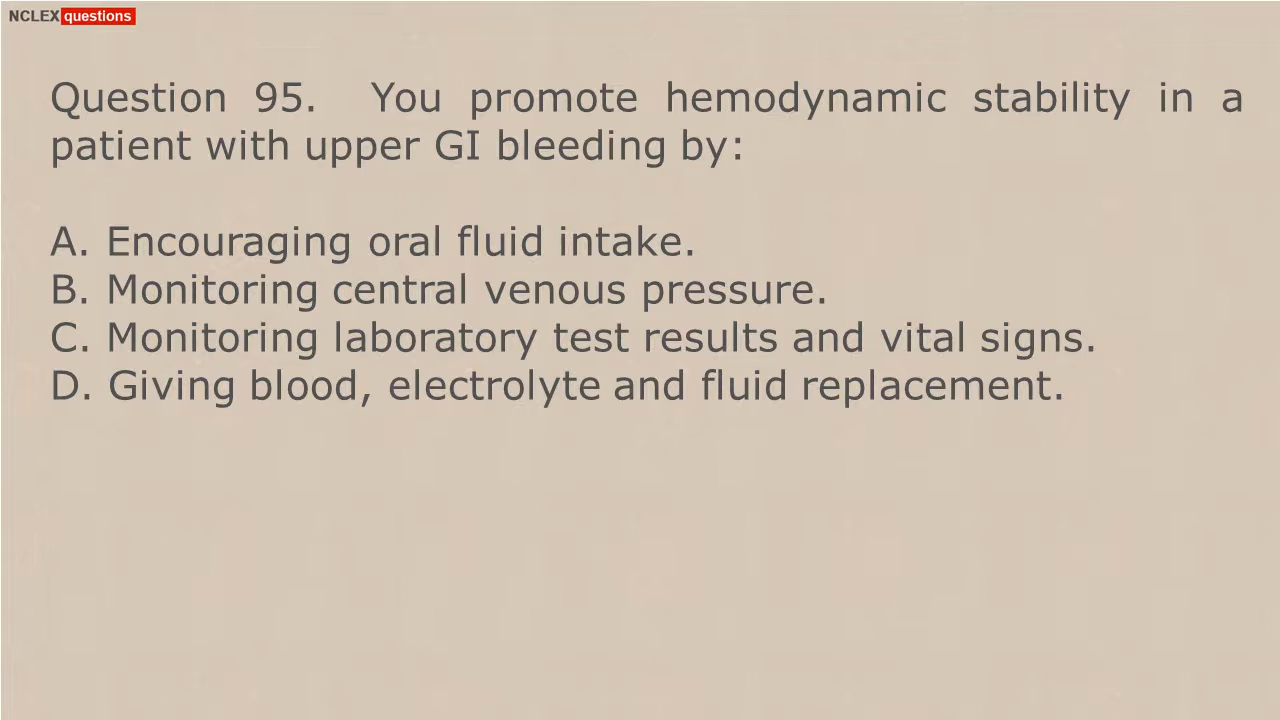 NCLEX questions
Question 95. You promote hemodynamic stability in a
patient with upper GI bleeding by:
A. Encouraging oral fluid intake.
B. Monitoring central venous pressure.
C. Monitoring laboratory test results and vital signs.
D. Giving blood, electrolyte and fluid replacement.